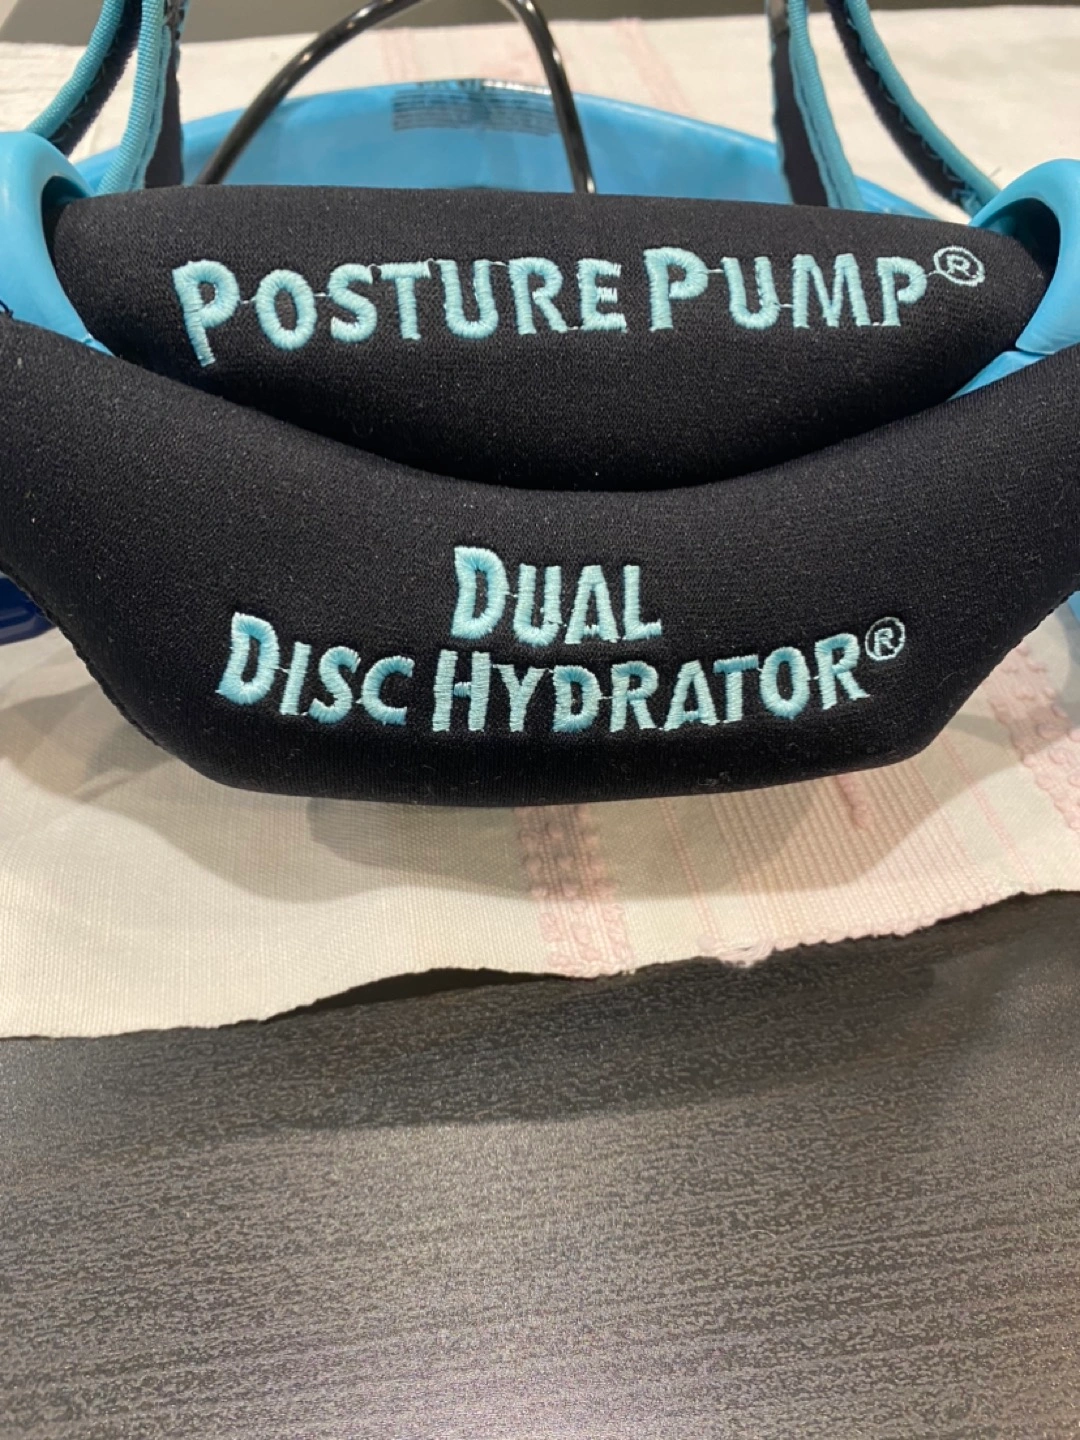 POSTURE PUMP®
DUAL
DISC HYDRATOR®